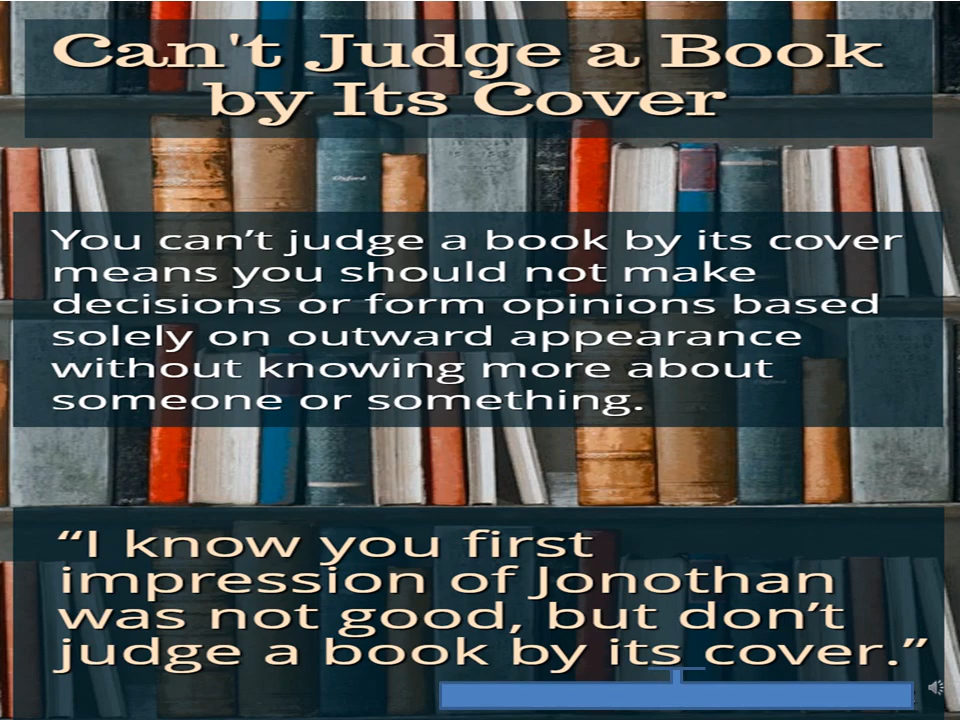 Can't Judge a Book
by Its Cover
You can’t judge a book by its cover
means you should not make
decisions or form opinions based
solely on outward appearance
without knowing more about
someone or something.
“I know you first
impression of Jonothan
was not good, but don’t
judge a book by its cover.”
Oxford